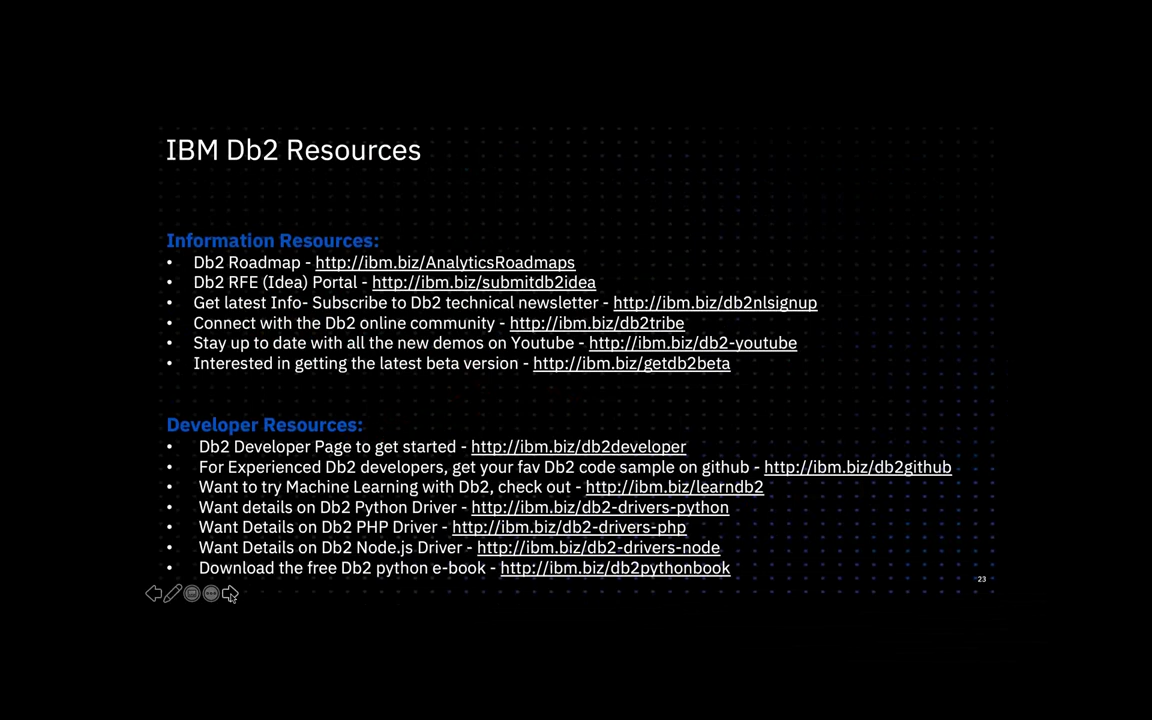 IBM Db2 Resources
Information Resources:
• Db2 Roadmap - http://ibm.biz/AnalyticsRoadmaps
• Db2 RFE (Idea) Portal - http://ibm.biz/submitdb2idea
• Get latest Info- Subscribe to Db2 technical newsletter - http://ibm.biz/db2nlsignup
• Connect with the Db2 online community - http://ibm.biz/db2tribe
• Stay up to date with all the new demos on Youtube - http://ibm.biz/db2-youtube
• Interested in getting the latest beta version - http://ibm.biz/getdb2beta
Developer Resources:
• Db2 Developer Page to get started - http://ibm.biz/db2developer
• For Experienced Db2 developers, get your fav Db2 code sample on github - http://ibm.biz/db2github
• Want to try Machine Learning with Db2, check out - http://ibm.biz/learndb2
• Want details on Db2 Python Driver - http://ibm.biz/db2-drivers-python
• Want Details on Db2 PHP Driver - http://ibm.biz/db2-drivers-php
• Want Details on Db2 Node.js Driver - http://ibm.biz/db2-drivers-node
• Download the free Db2 python e-book - http://ibm.biz/db2pythonbook
23